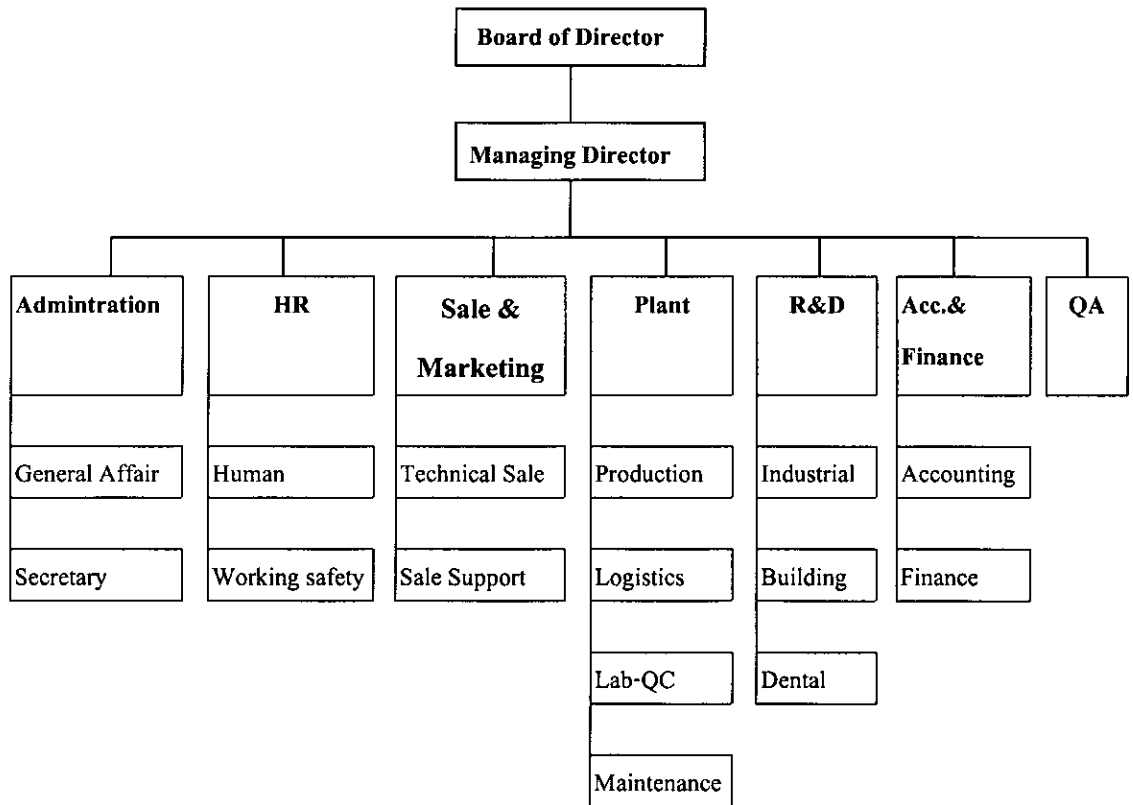 Board of Director
Managing Director
Admintration
HR
Sale &
Marketing
Plant
R&D
Acc.&
Finance
QA
General Affair
Human
Technical Sale
Production
Industrial
Accounting
Secretary
Working safety
Sale Support
Logistics
Building
Finance
Lab-QC
Dental
Maintenance